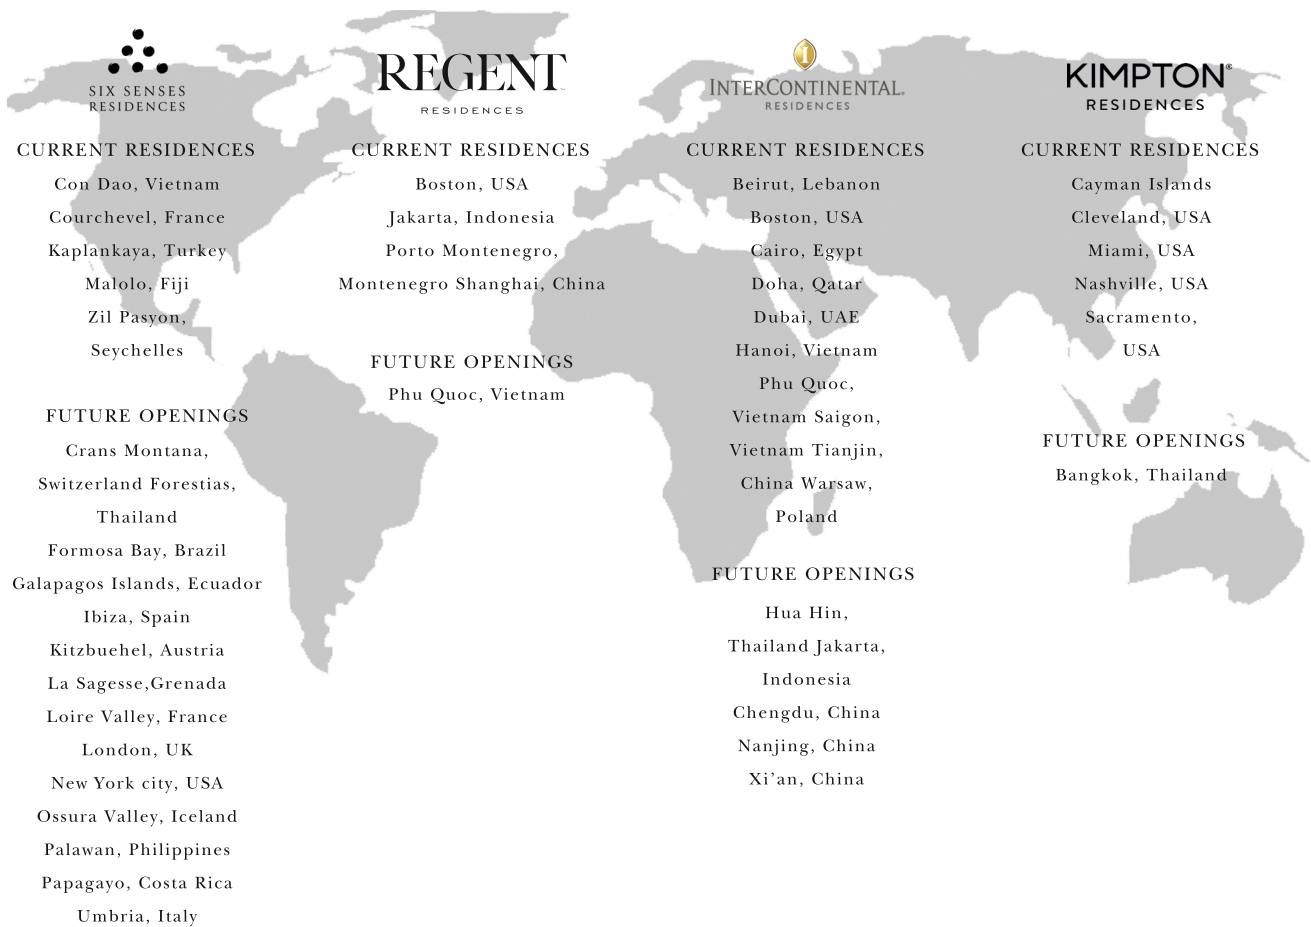 SIX SENSES
RESIDENCES
CURRENT RESIDENCES
Con Dao, Vietnam
Courchevel, France
Kaplankaya, Turkey
Malolo, Fiji
Zil Pasyon,
Seychelles
FUTURE OPENINGS
Crans Montana,
Switzerland Forestias,
Thailand
Formosa Bay, Brazil
Galapagos Islands, Ecuador
Ibiza, Spain
Kitzbuehel, Austria
La Sagesse,Grenada
Loire Valley, France
London, UK
New York city, USA
Ossura Valley, Iceland
Palawan, Philippines
Papagayo, Costa Rica
Umbria, Italy
REGENT
RESIDENCES
CURRENT RESIDENCES
Boston, USA
Jakarta, Indonesia
Porto Montenegro,
Montenegro Shanghai, China
FUTURE OPENINGS
Phu Quoc, Vietnam
INTERCONTINENTAL.
RESIDENCES
CURRENT RESIDENCES
Beirut, Lebanon
Boston, USA
Cairo, Egypt
Doha, Qatar
Dubai, UAE
Hanoi, Vietnam
Phu Quoc,
Vietnam Saigon,
Vietnam Tianjin,
China Warsaw,
Poland
FUTURE OPENINGS
Hua Hin,
Thailand Jakarta,
Indonesia
Chengdu, China
Nanjing, China
Xi’an, China
KIMPTON®
RESIDENCES
CURRENT RESIDENCES
Cayman Islands
Cleveland, USA
Miami, USA
Nashville, USA
Sacramento,
USA
FUTURE OPENINGS
Bangkok, Thailand